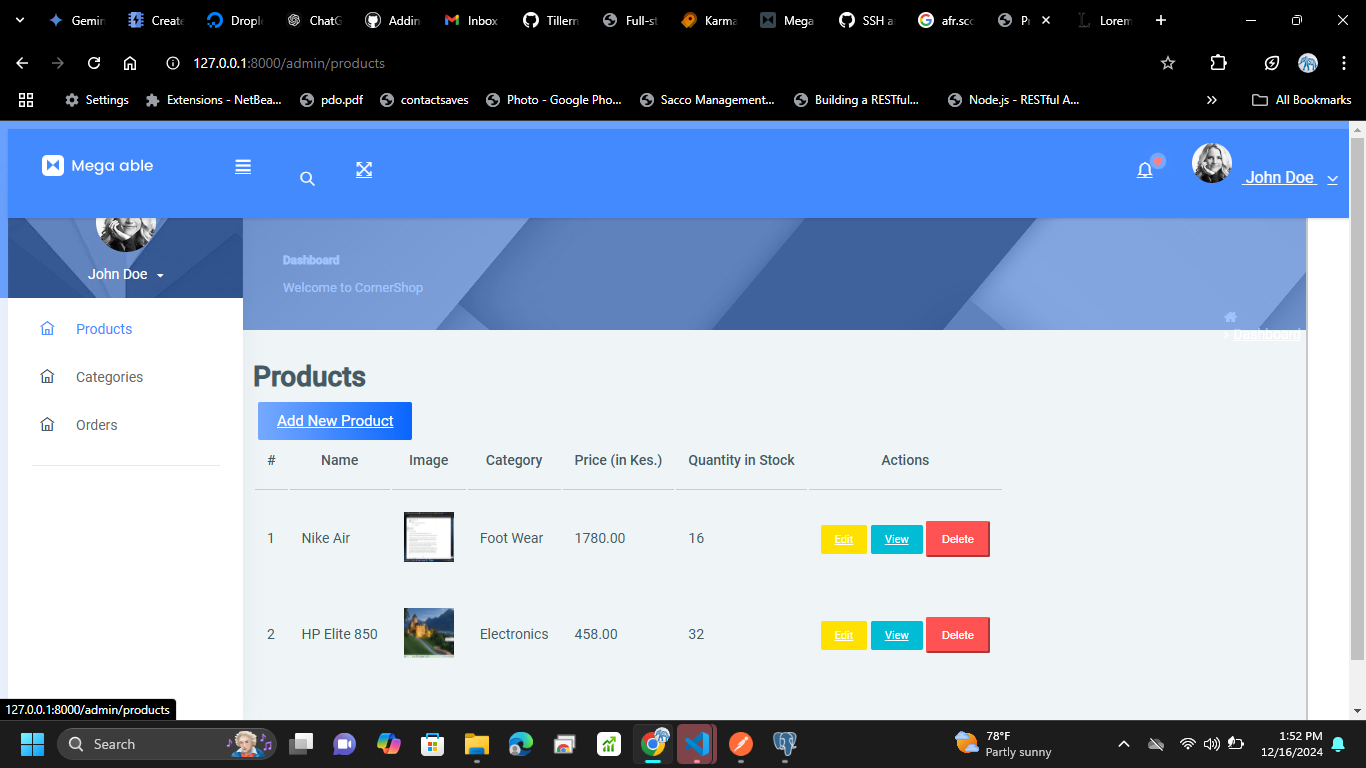 Gemin
Create
Drople
ChatG
Addin
Inbox
Tillern
Full-st
Karma
Mega
SSH a
afr.scc
Pr
Lorem
127.0.0.1:8000/admin/products
Settings
Extensions - NetBea...
pdo.pdf
contactsaves
Photo - Google Pho...
Sacco Management...
Building a RESTful...
Node.js - RESTful A...
»
All Bookmarks
Mega able
John Doe
John Doe
Dashboard
Welcome to CornerShop
› Dashboard
Products
Categories
Orders
Products
Add New Product
# Name Image Category Price (in Kes.) Quantity in Stock Actions
1 Nike Air Foot Wear 1780.00 16 Edit View Delete
2 HP Elite 850 Electronics 458.00 32 Edit View Delete
127.0.0.1:8000/admin/products
Search
78°F
Partly sunny
1:52 PM
12/16/2024